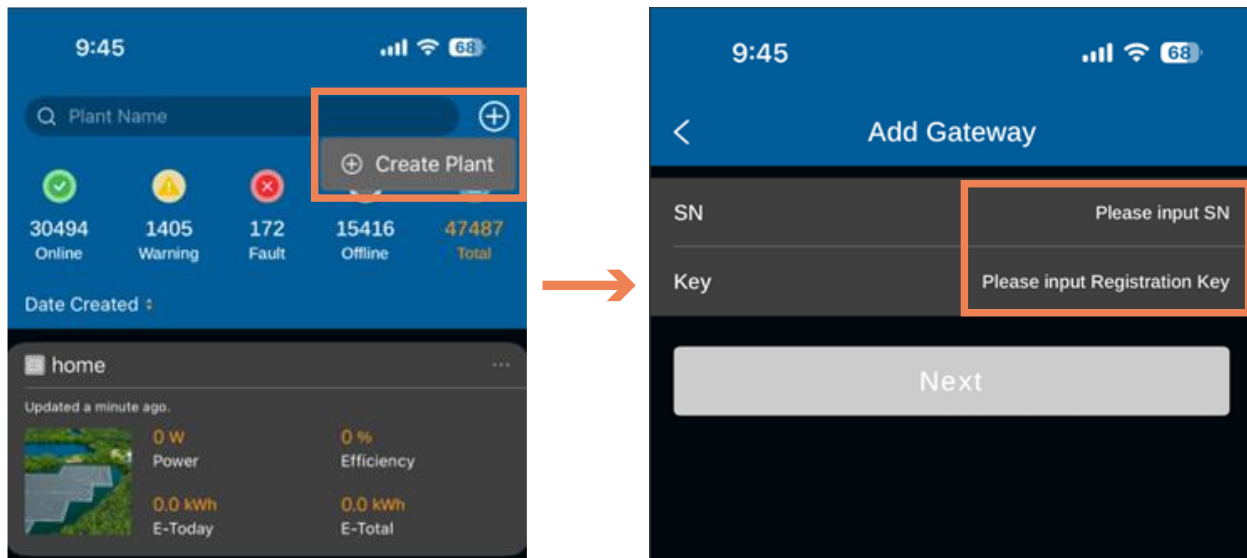 9:45
68
Plant Name
Create Plant
30494 1405 172 15416 47487
Online Warning Fault Offline Total
Date Created
home
Updated a minute ago.
0 W 0 %
Power Efficiency
0.0 kWh 0.0 kWh
E-Today E-Total
9:45
68
Add Gateway
SN Please input SN
Key Please input Registration Key
Next